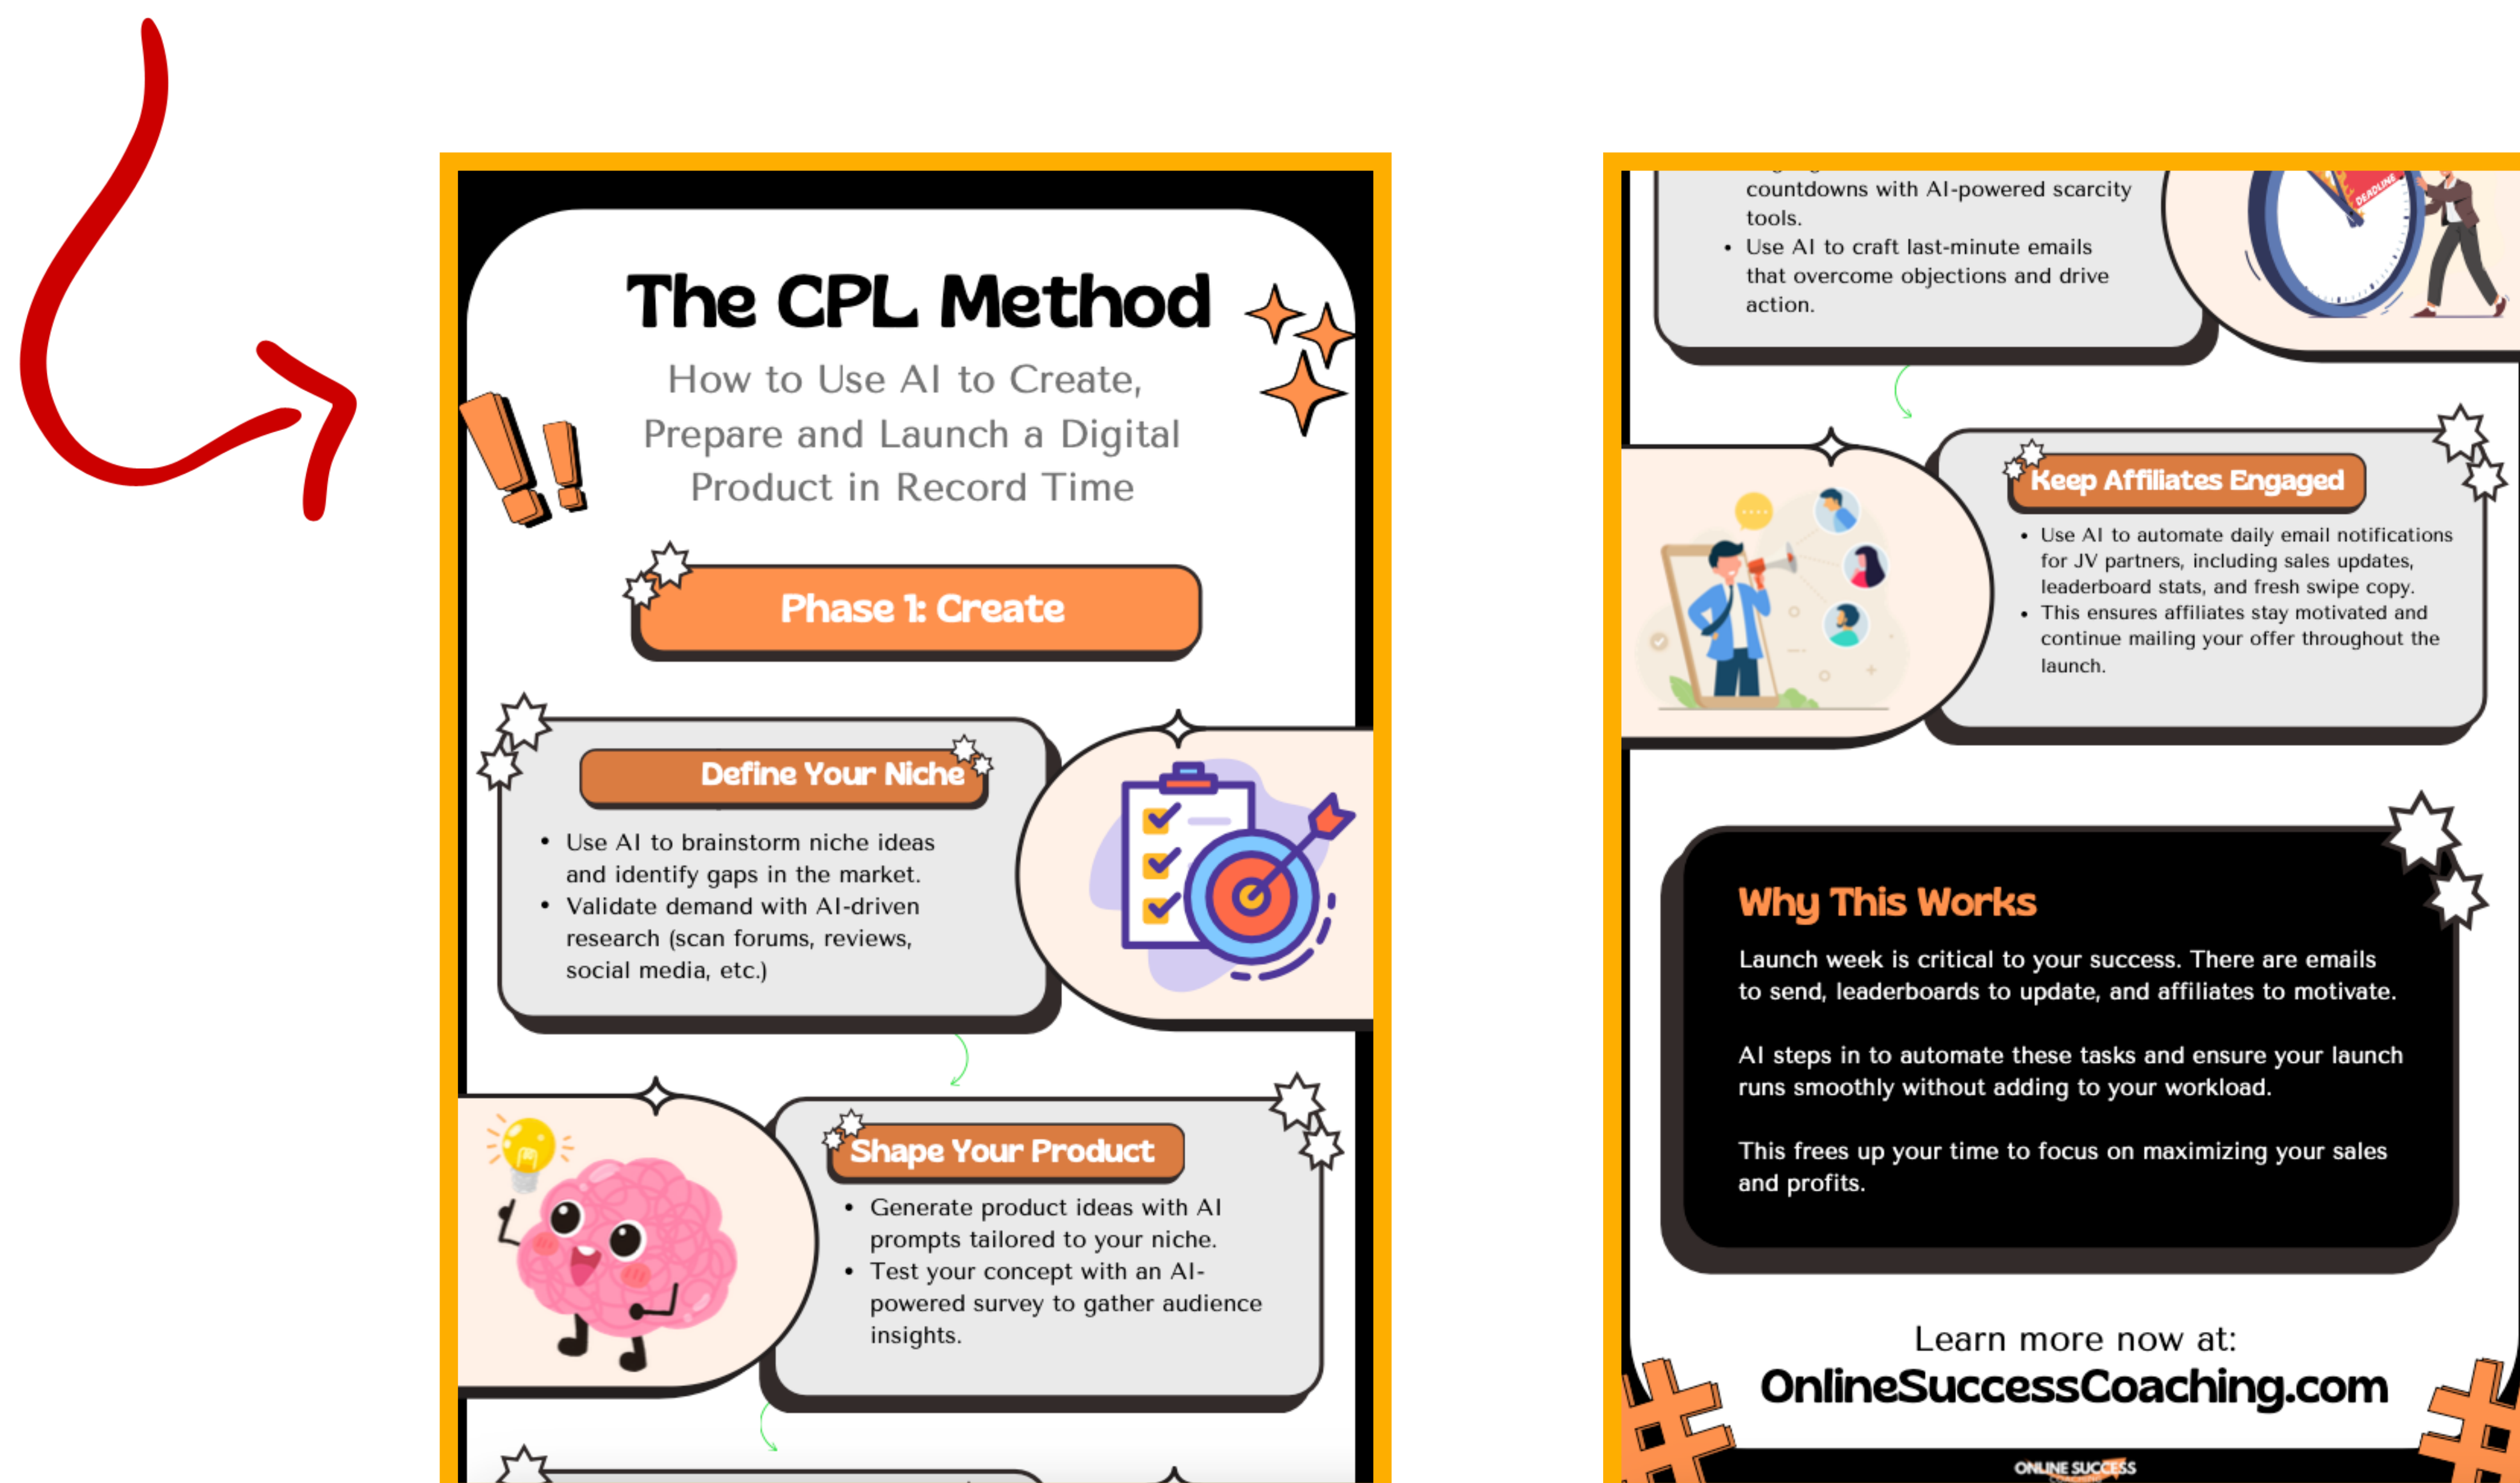 The CPL Method
How to Use AI to Create,
Prepare and Launch a Digital
Product in Record Time
Phase 1: Create
Define Your Niche
• Use AI to brainstorm niche ideas
and identify gaps in the market.
• Validate demand with AI-driven
research (scan forums, reviews,
social media, etc.)
Shape Your Product
• Generate product ideas with AI
prompts tailored to your niche.
• Test your concept with an AI-
powered survey to gather audience
insights.
countdowns with AI-powered scarcity
tools.
• Use AI to craft last-minute emails
that overcome objections and drive
action.
DEADLINE
Keep Affiliates Engaged
• Use AI to automate daily email notifications
for JV partners, including sales updates,
leaderboard stats, and fresh swipe copy.
• This ensures affiliates stay motivated and
continue mailing your offer throughout the
launch.
Why This Works
Launch week is critical to your success. There are emails
to send, leaderboards to update, and affiliates to motivate.
AI steps in to automate these tasks and ensure your launch
runs smoothly without adding to your workload.
This frees up your time to focus on maximizing your sales
and profits.
Learn more now at:
OnlineSuccessCoaching.com
ONLINE SUCCESS